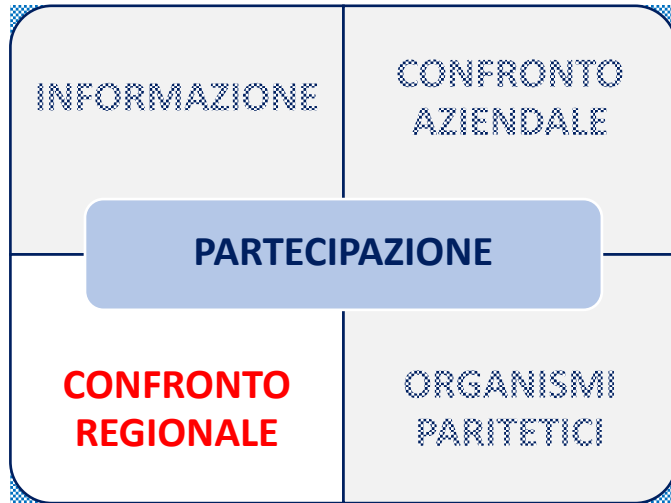 INFORMAZIONE
CONFRONTO
AZIENDALE
PARTECIPAZIONE
CONFRONTO
REGIONALE
ORGANISMI
PARITETICI